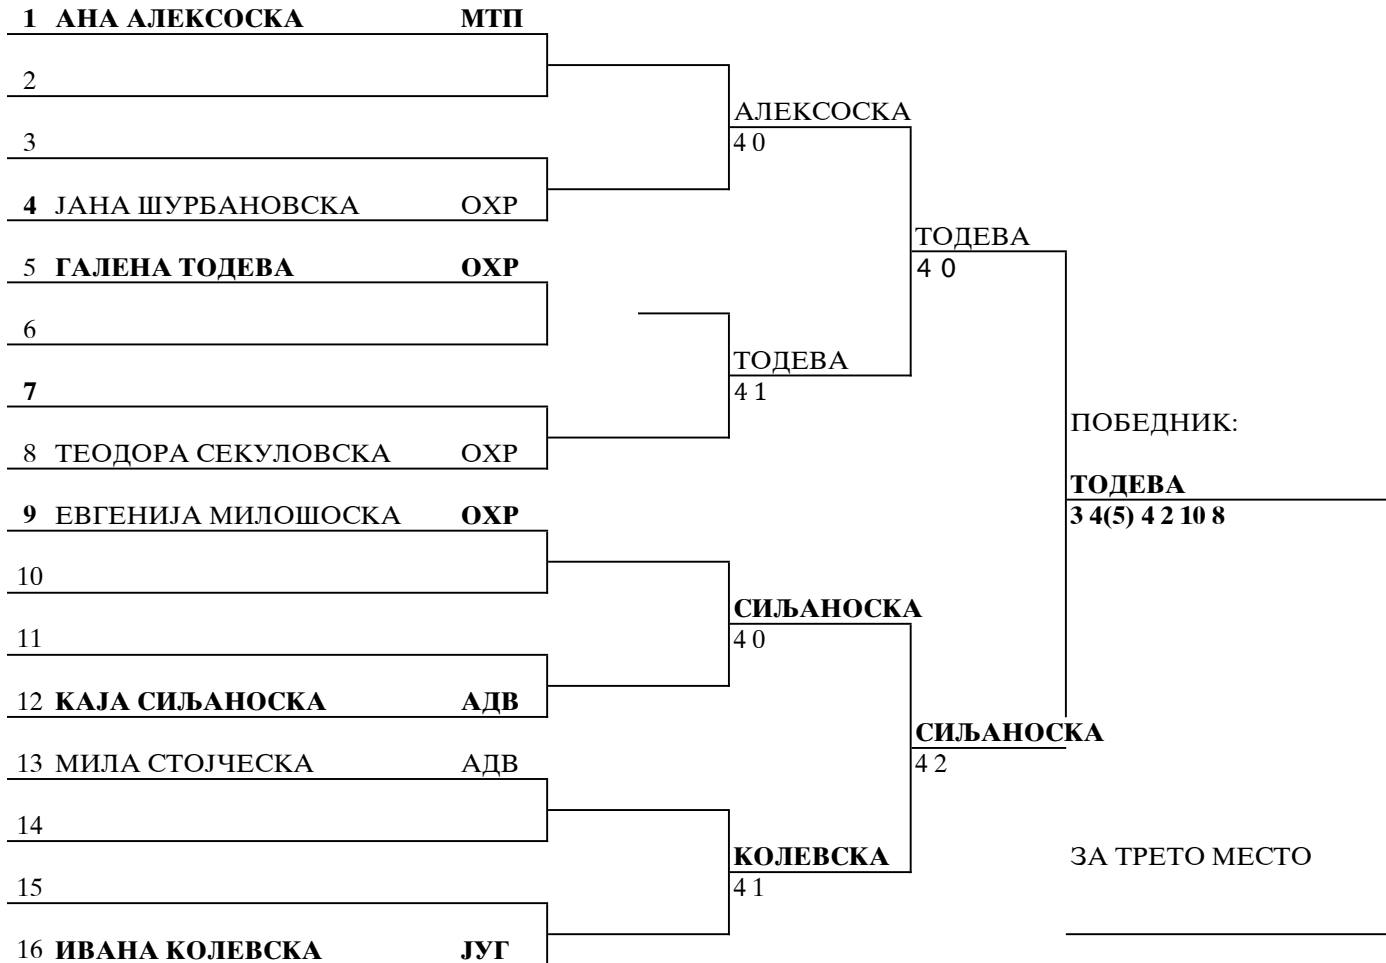 1 АНА АЛЕКСОСКА МТП
2
АЛЕКСОСКА
3
4 0
4 ЈАНА ШУРБАНОВСКА ОХР
ТОДЕВА
5 ГАЛЕНА ТОДЕВА ОХР
4 0
6
ТОДЕВА
7
4 1
ПОБЕДНИК:
8 ТЕОДОРА СЕКУЛОВСКА ОХР
ТОДЕВА
9 ЕВГЕНИЈА МИЛОШОСКА ОХР
3 4(5) 4 2 10 8
10
СИЉАНОСКА
11
4 0
12 КАЈА СИЉАНОСКА АДВ
СИЉАНОСКА
13 МИЛА СТОЈЧЕСКА АДВ
4 2
14
КОЛЕВСКА
ЗА ТРЕТО МЕСТО
15
4 1
16 ИВАНА КОЛЕВСКА ЈУГ